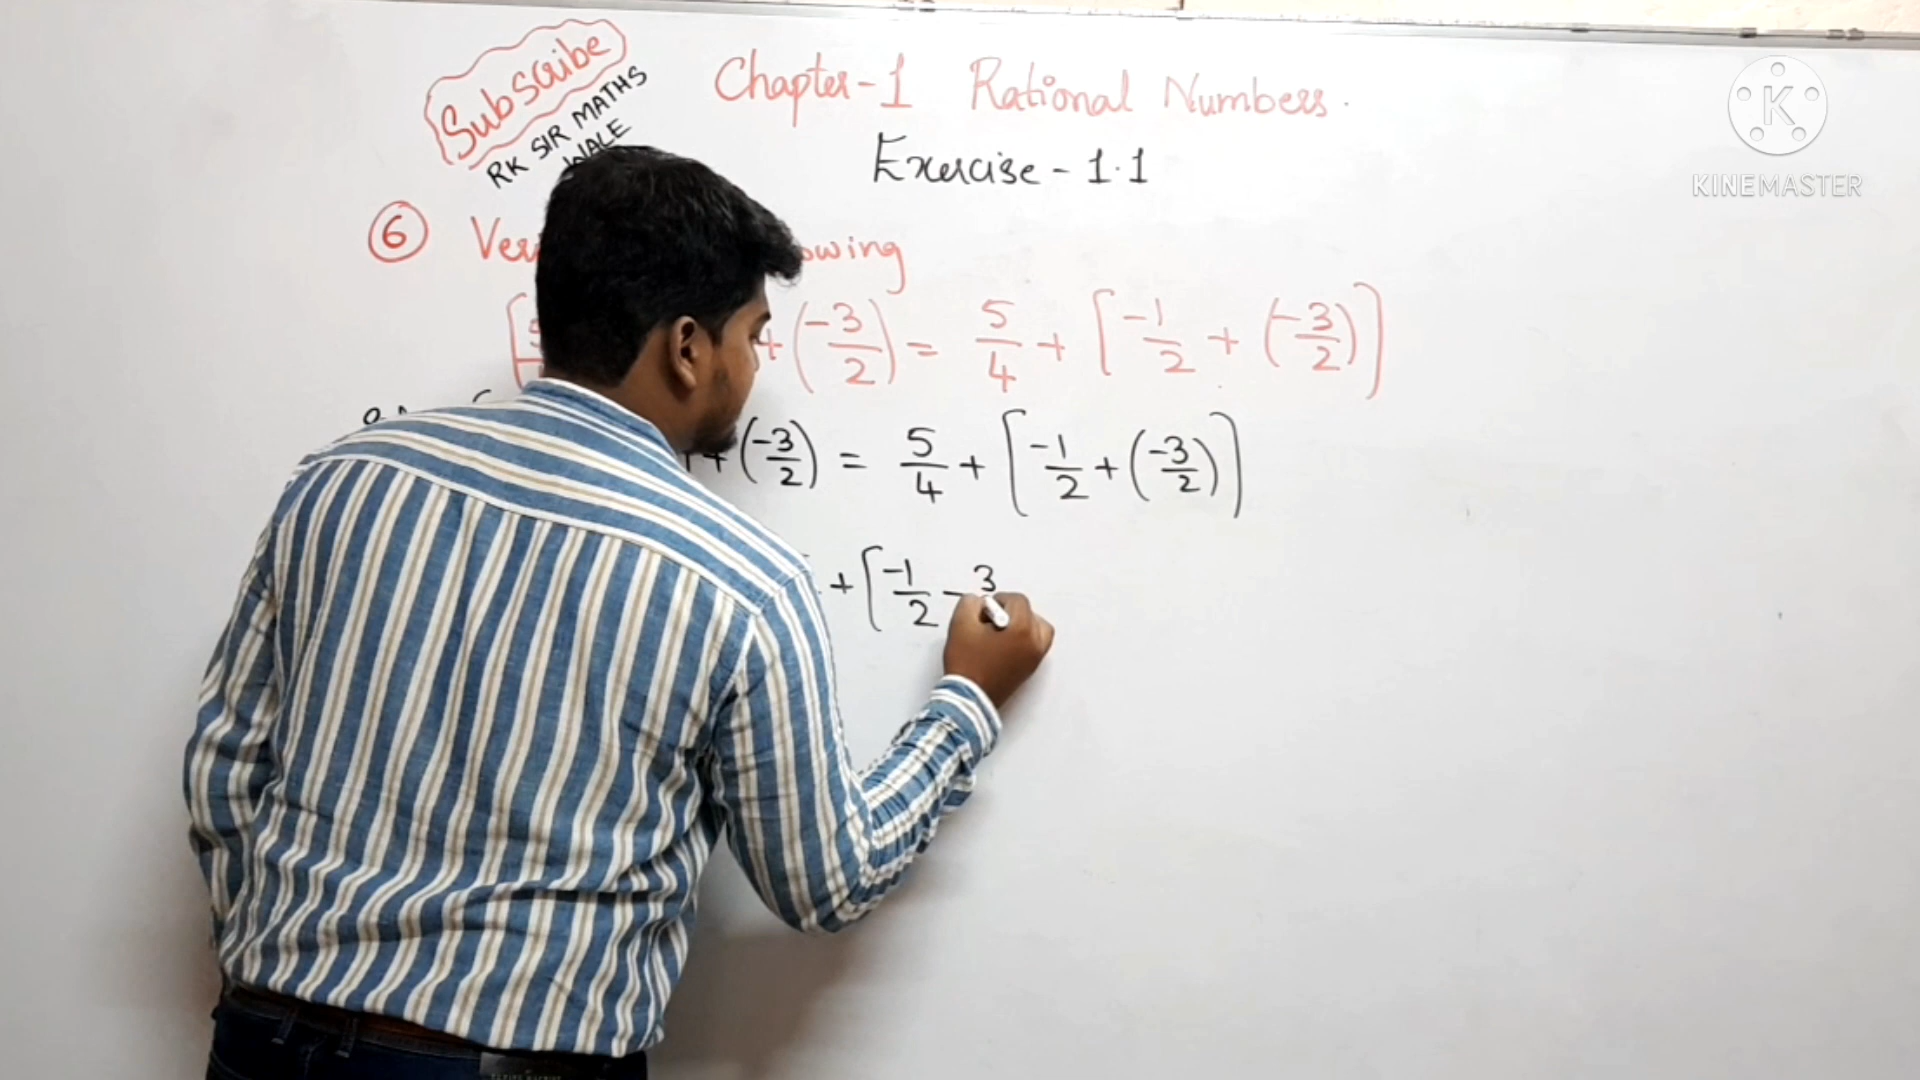 Subscribe
RK SIR MATHS
WALE
Chapter-1 Rational Numbers.
Exercise - 1.1
KINEMASTER
6
+ (-3/2) = 5/4 + [-1/2 + (-3/2)]
+ (-3/2) = 5/4 + [-1/2 + (-3/2)]
+ [-1/2 - 3